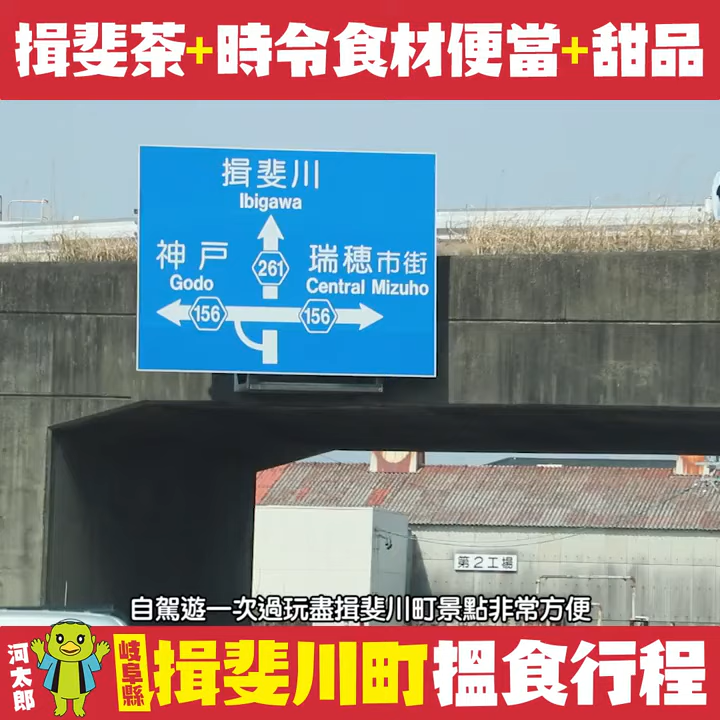 揖斐茶+時令食材便當+甜品
揖斐川
Ibigawa
神戸
Godo
261
瑞穂市街
Central Mizuho
156
156
第2工場
自駕遊一次過玩盡揖斐川町景點非常方便
河太郎
岐阜縣
揖斐川町搵食行程